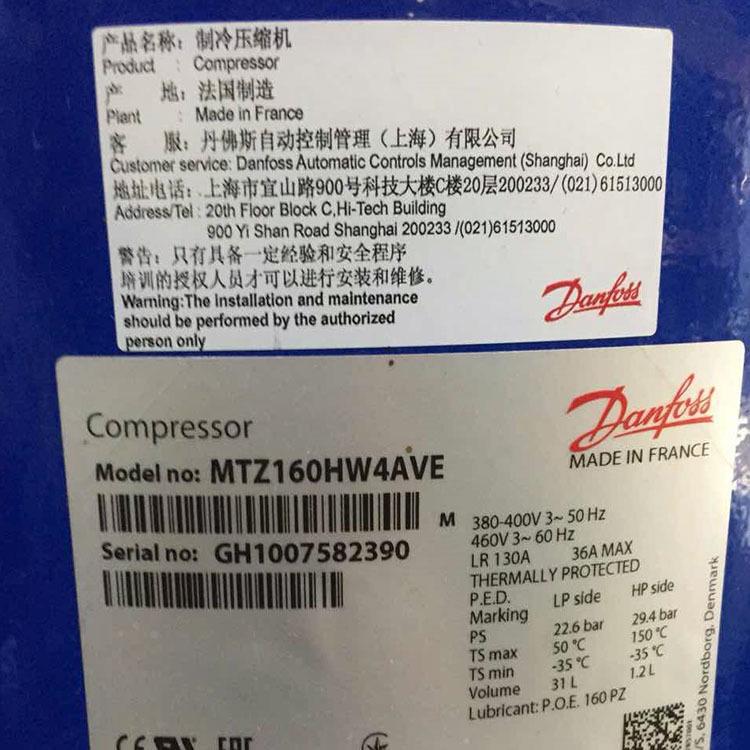 产品名称：制冷压缩机
Product : Compressor
产 地：法国制造
Plant : Made in France
客 服：丹佛斯自动控制管理（上海）有限公司
Customer service: Danfoss Automatic Controls Management (Shanghai) Co.Ltd
地址电话：上海市宜山路900号科技大楼C楼20层200233/(021)61513000
Address/Tel : 20th Floor Block C,Hi-Tech Building
900 Yi Shan Road Shanghai 200233 /(021)61513000
警告：只有具备一定经验和安全程序
培训的授权人员才可以进行安装和维修。
Warning:The installation and maintenance
should be performed by the authorized
person only
Danfoss
Compressor
Danfoss
MADE IN FRANCE
Model no: MTZ160HW4AVE
Serial no: GH1007582390
M 380-400V 3~ 50 Hz
460V 3~ 60 Hz
LR 130A 36A MAX
THERMALLY PROTECTED
P.E.D. LP side HP side
Marking
PS 22.6 bar 29.4 bar
TS max 50 °C 150 °C
TS min -35 °C -35 °C
Volume 31 L 1.2 L
Lubricant: P.O.E. 160 PZ
/S, 6430 Nordborg, Denmark
CE
EAC